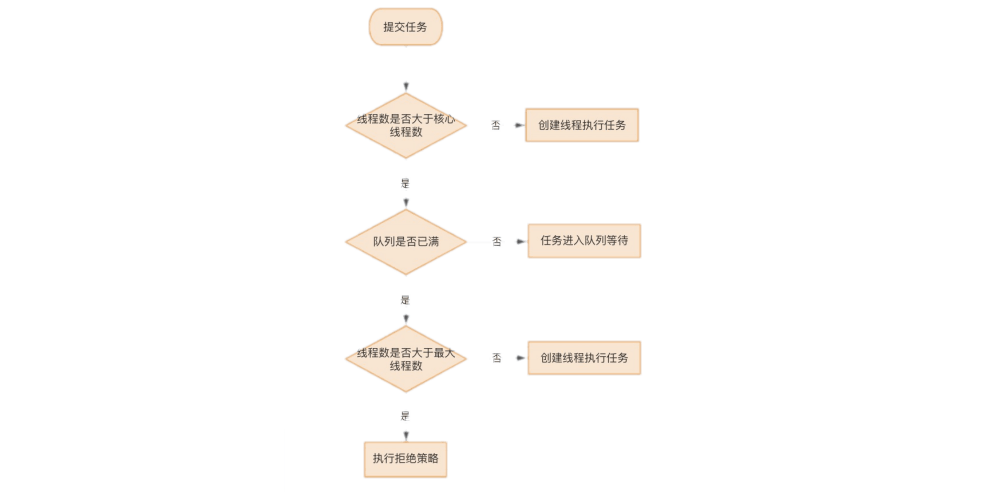 提交任务
线程数是否大于核心
线程数
否
创建线程执行任务
是
队列是否已满
否
任务进入队列等待
是
线程数是否大于最大
线程数
否
创建线程执行任务
是
执行拒绝策略